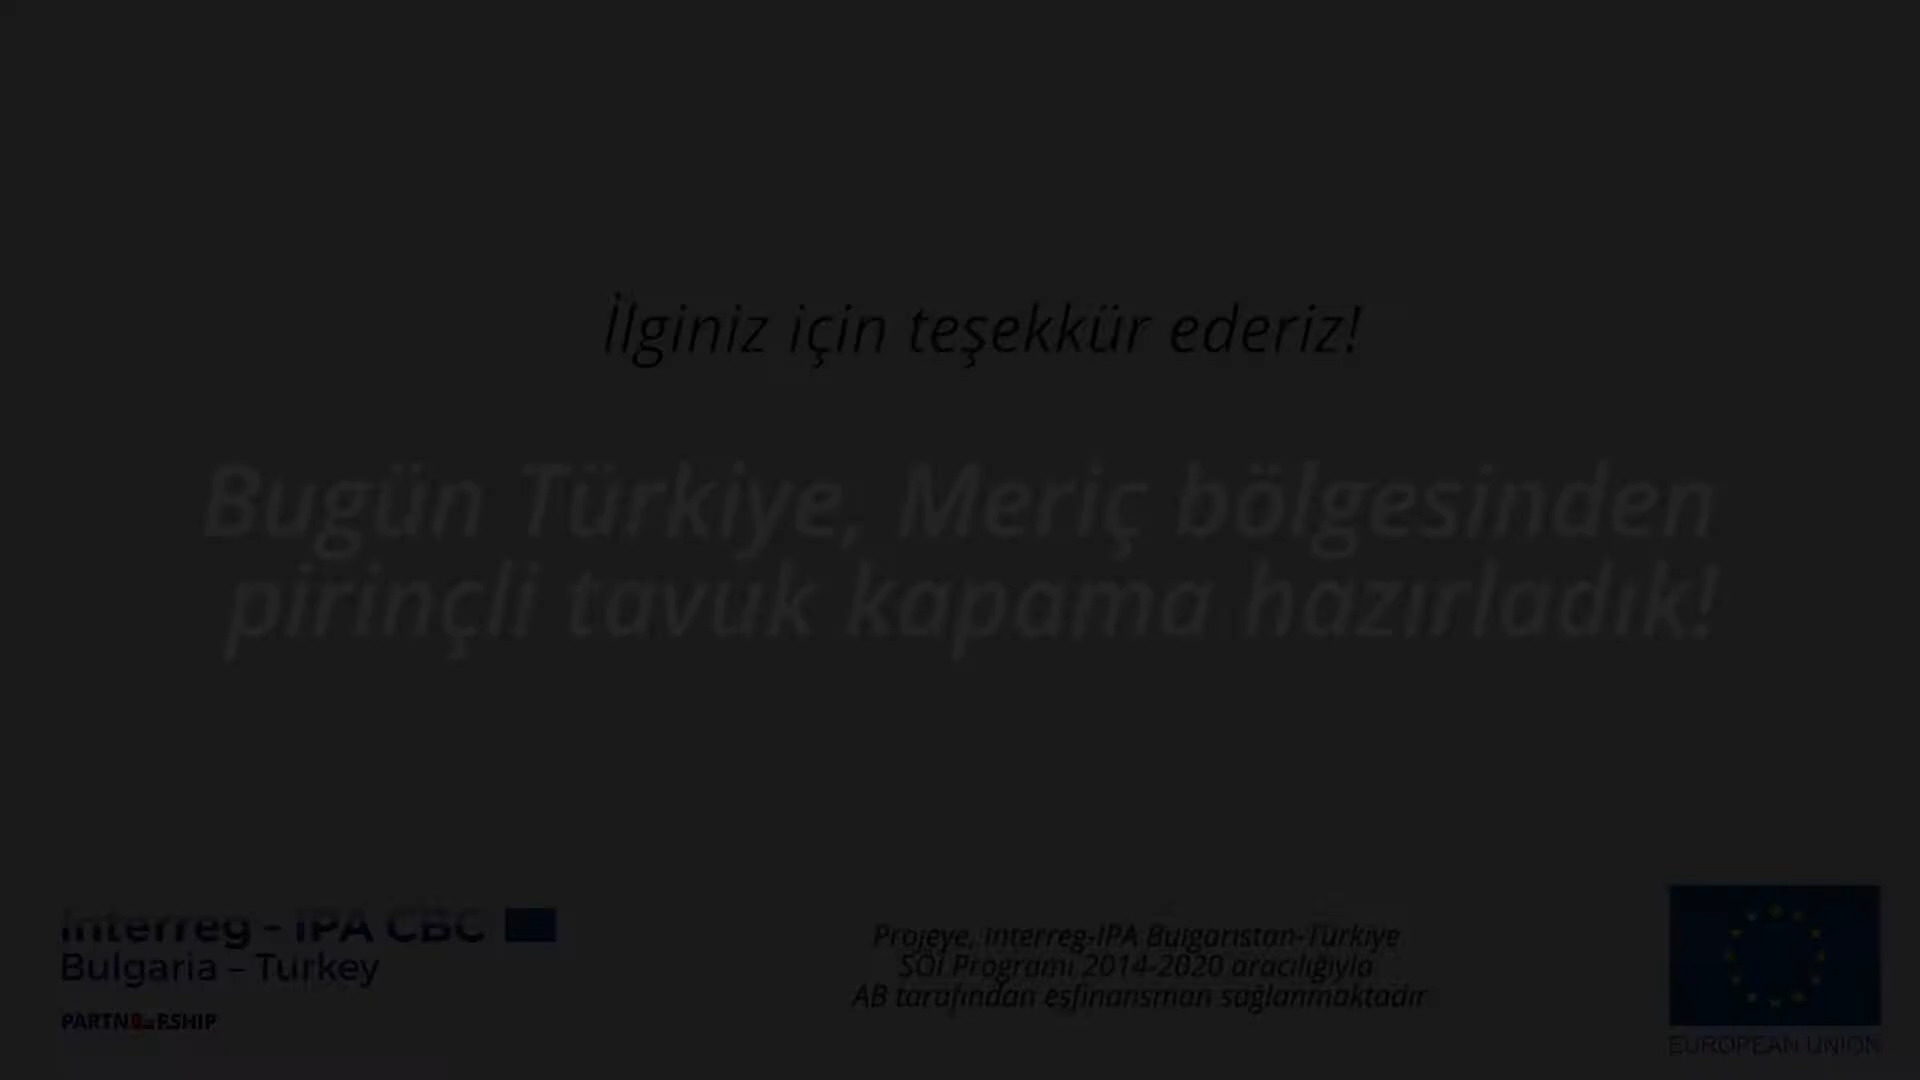 İlginiz için teşekkür ederiz!
Bugün Türkiye, Meriç bölgesinden
pirinçli tavuk kapama hazırladık!
Interreg - IPA CBC
Bulgaria – Turkey
PARTNERSHIP
Projeye, Interreg-IPA Bulgaristan-Türkiye
SÖİ Programı 2014-2020 aracılığıyla
AB tarafından eşfinansman sağlanmaktadır
EUROPEAN UNION